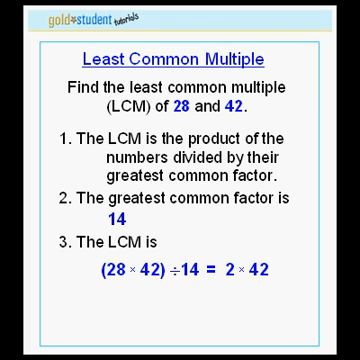 gold★student tutorials
Least Common Multiple
Find the least common multiple
(LCM) of 28 and 42.
1. The LCM is the product of the
numbers divided by their
greatest common factor.
2. The greatest common factor is
14
3. The LCM is
(28 × 42) ÷14 = 2 × 42